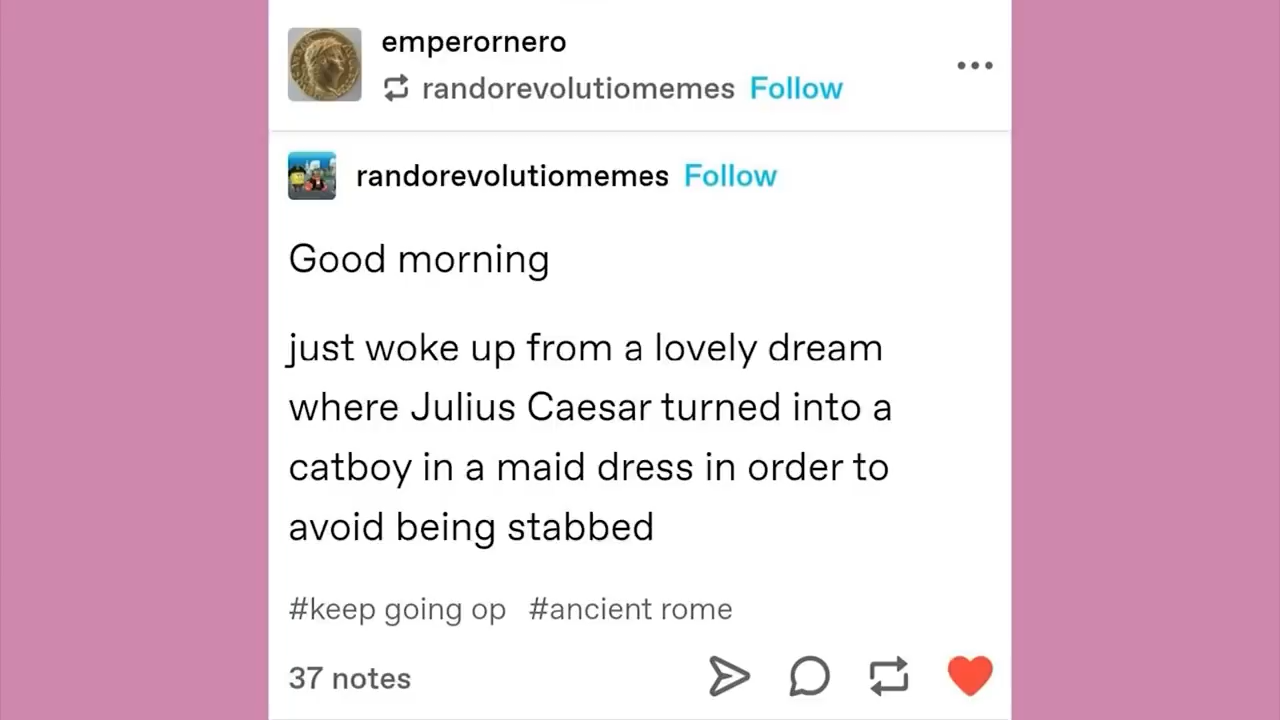 emperornero
randorevolutiomemes Follow
randorevolutiomemes Follow
Good morning
just woke up from a lovely dream
where Julius Caesar turned into a
catboy in a maid dress in order to
avoid being stabbed
#keep going op #ancient rome
37 notes